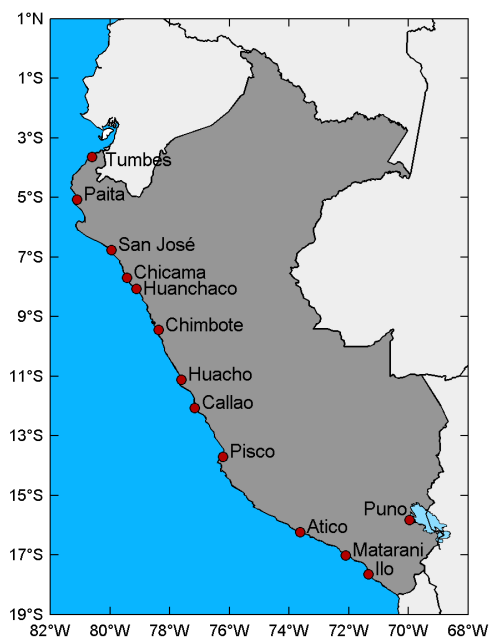 1°N
1°S
3°S
Tumbes
Paita
5°S
San José
7°S
Chicama
Huanchaco
9°S
Chimbote
Huacho
11°S
Callao
13°S
Pisco
15°S
Puno
Atico
Matarani
17°S
Ilo
19°S
82°W 80°W 78°W 76°W 74°W 72°W 70°W 68°W